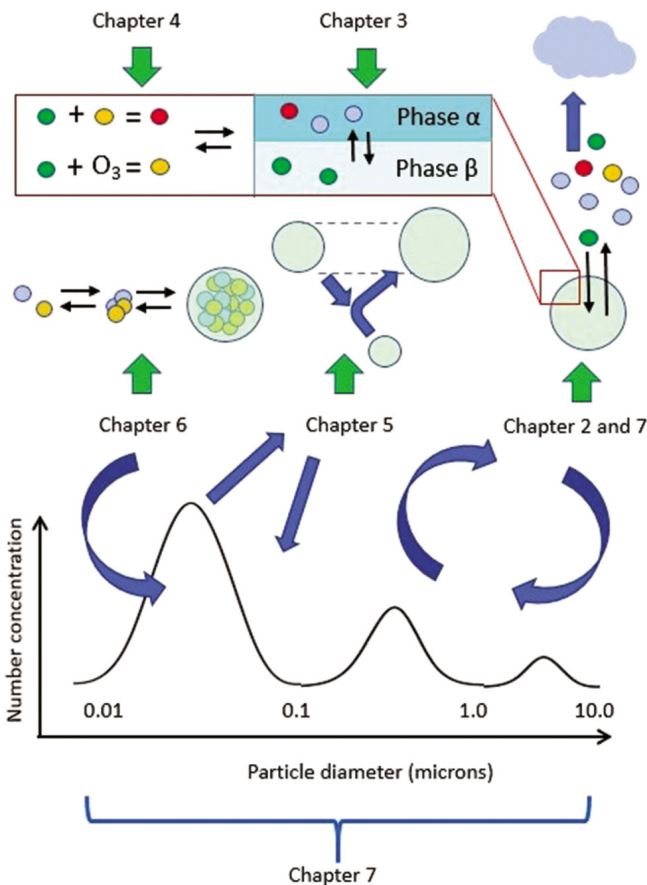 Chapter 4
Chapter 3
+ = 
+ O₃ =
Phase α
Phase β
Chapter 6
Chapter 5
Chapter 2 and 7
Number concentration
0.01
0.1
1.0
10.0
Particle diameter (microns)
Chapter 7